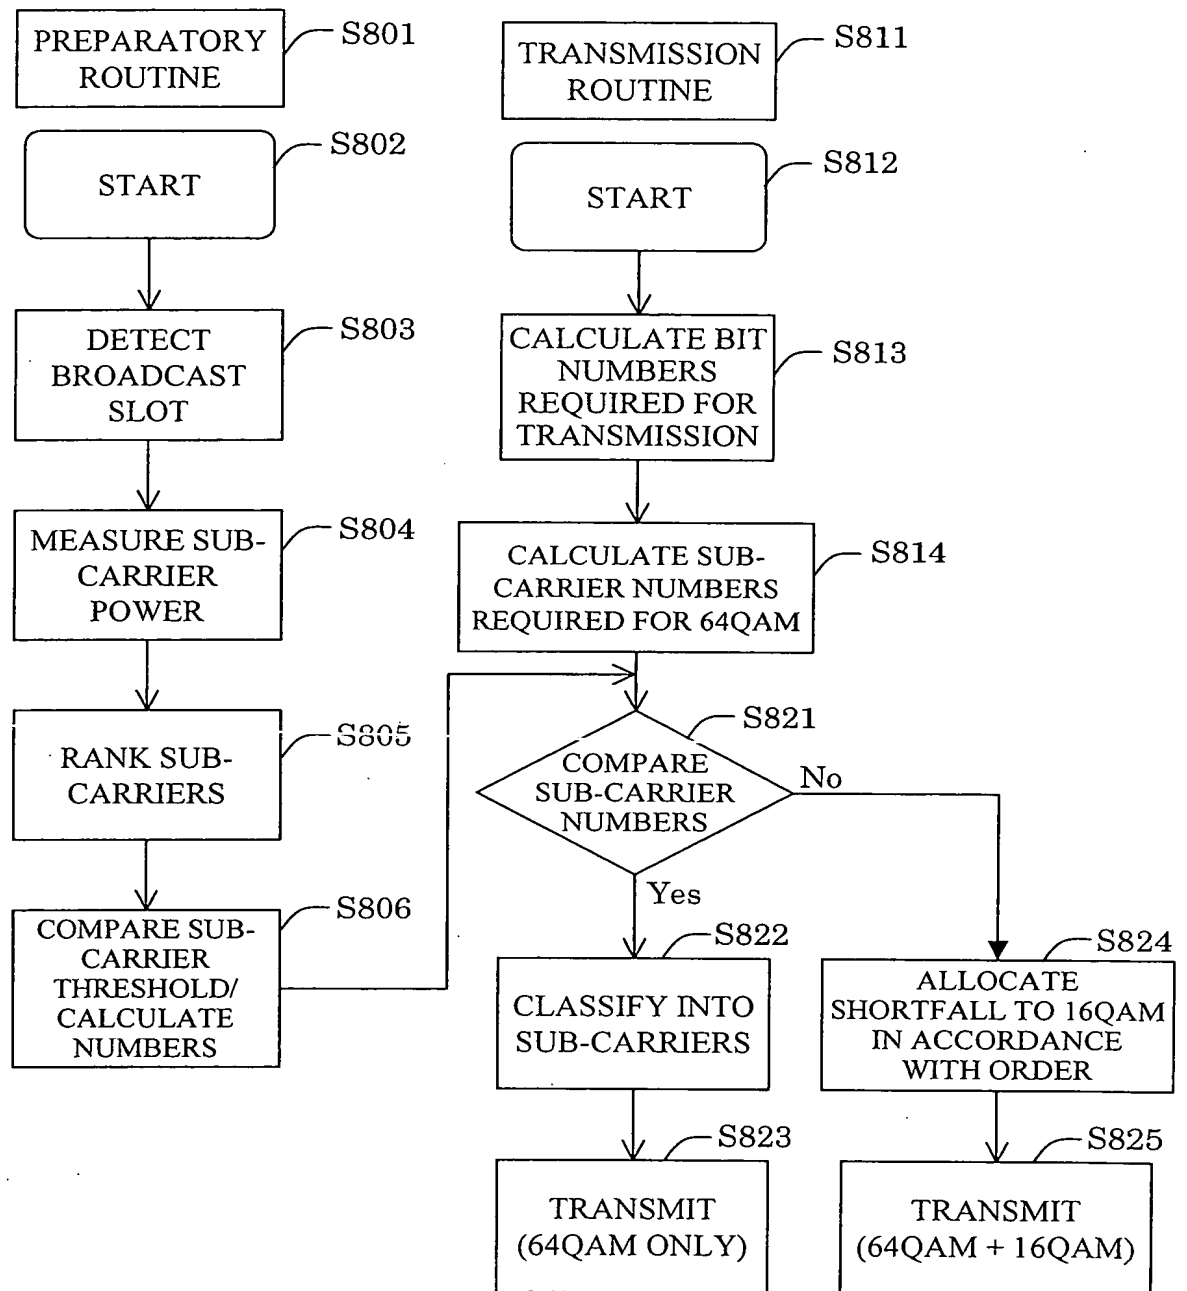 PREPARATORY
ROUTINE
S801
START
S802
DETECT
BROADCAST
SLOT
S803
MEASURE SUB-
CARRIER
POWER
S804
RANK SUB-
CARRIERS
S805
COMPARE SUB-
CARRIER
THRESHOLD/
CALCULATE
NUMBERS
S806
TRANSMISSION
ROUTINE
S811
START
S812
CALCULATE BIT
NUMBERS
REQUIRED FOR
TRANSMISSION
S813
CALCULATE SUB-
CARRIER NUMBERS
REQUIRED FOR 64QAM
S814
COMPARE
SUB-CARRIER
NUMBERS
S821
No
Yes
CLASSIFY INTO
SUB-CARRIERS
S822
TRANSMIT
(64QAM ONLY)
S823
ALLOCATE
SHORTFALL TO 16QAM
IN ACCORDANCE
WITH ORDER
S824
TRANSMIT
(64QAM + 16QAM)
S825